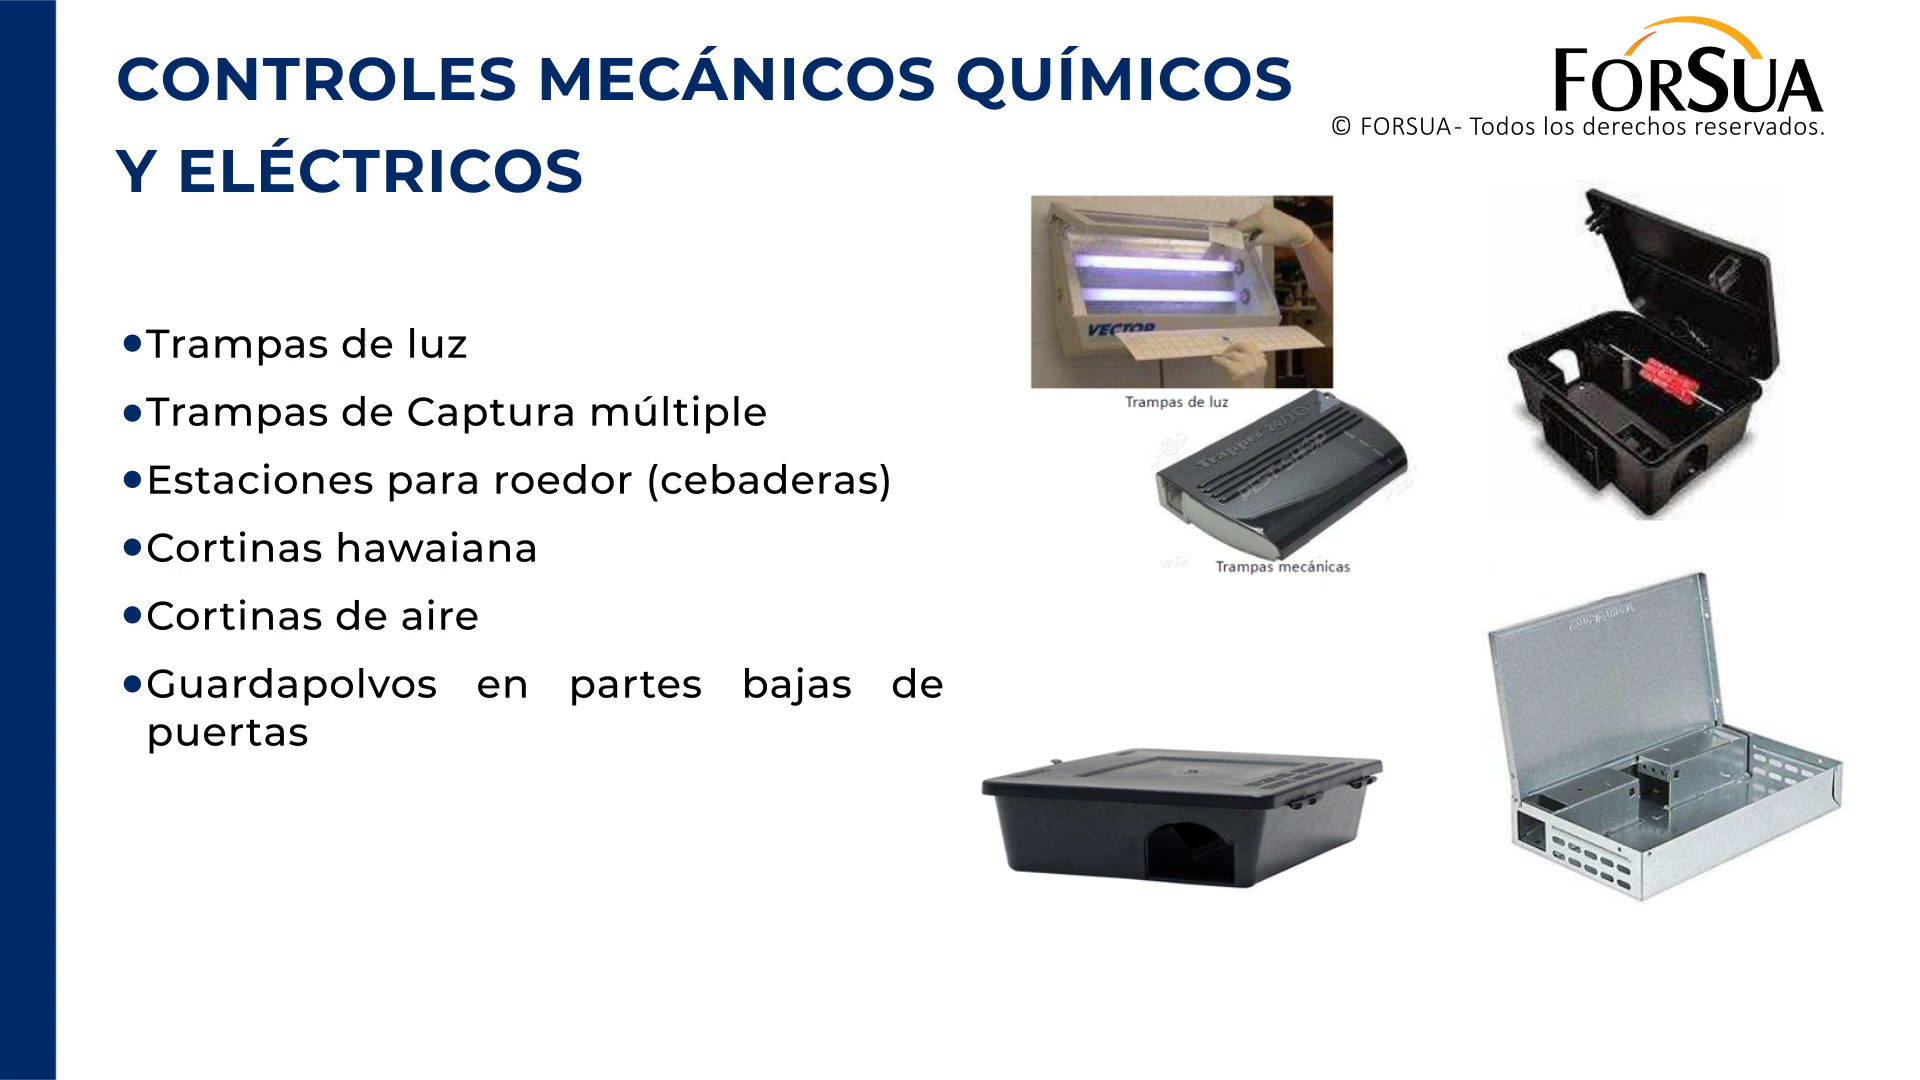 CONTROLES MECÁNICOS QUÍMICOS
Y ELÉCTRICOS
FORSUA
© FORSUA- Todos los derechos reservados.
•Trampas de luz
•Trampas de Captura múltiple
•Estaciones para roedor (cebaderas)
•Cortinas hawaiana
•Cortinas de aire
•Guardapolvos en partes bajas de
puertas
VECTOR
Trampas de luz
Trampas mecánicas